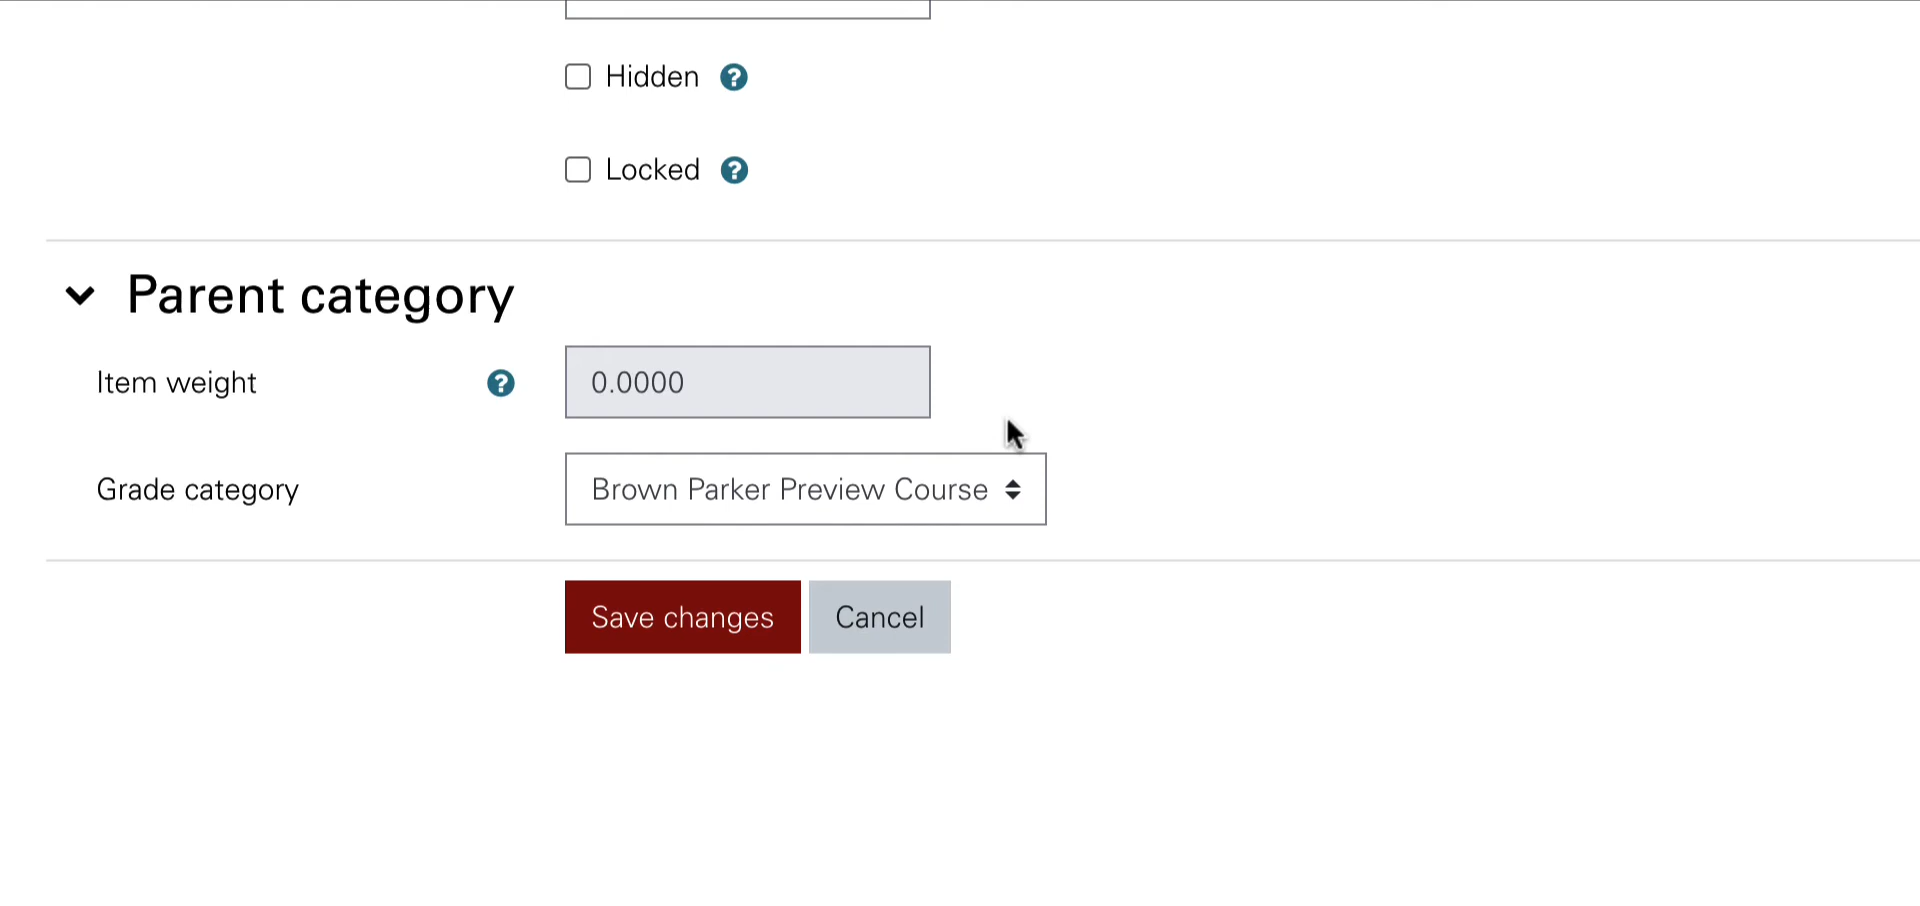 Hidden
Locked
Parent category
Item weight
0.0000
Grade category
Brown Parker Preview Course
Save changes
Cancel